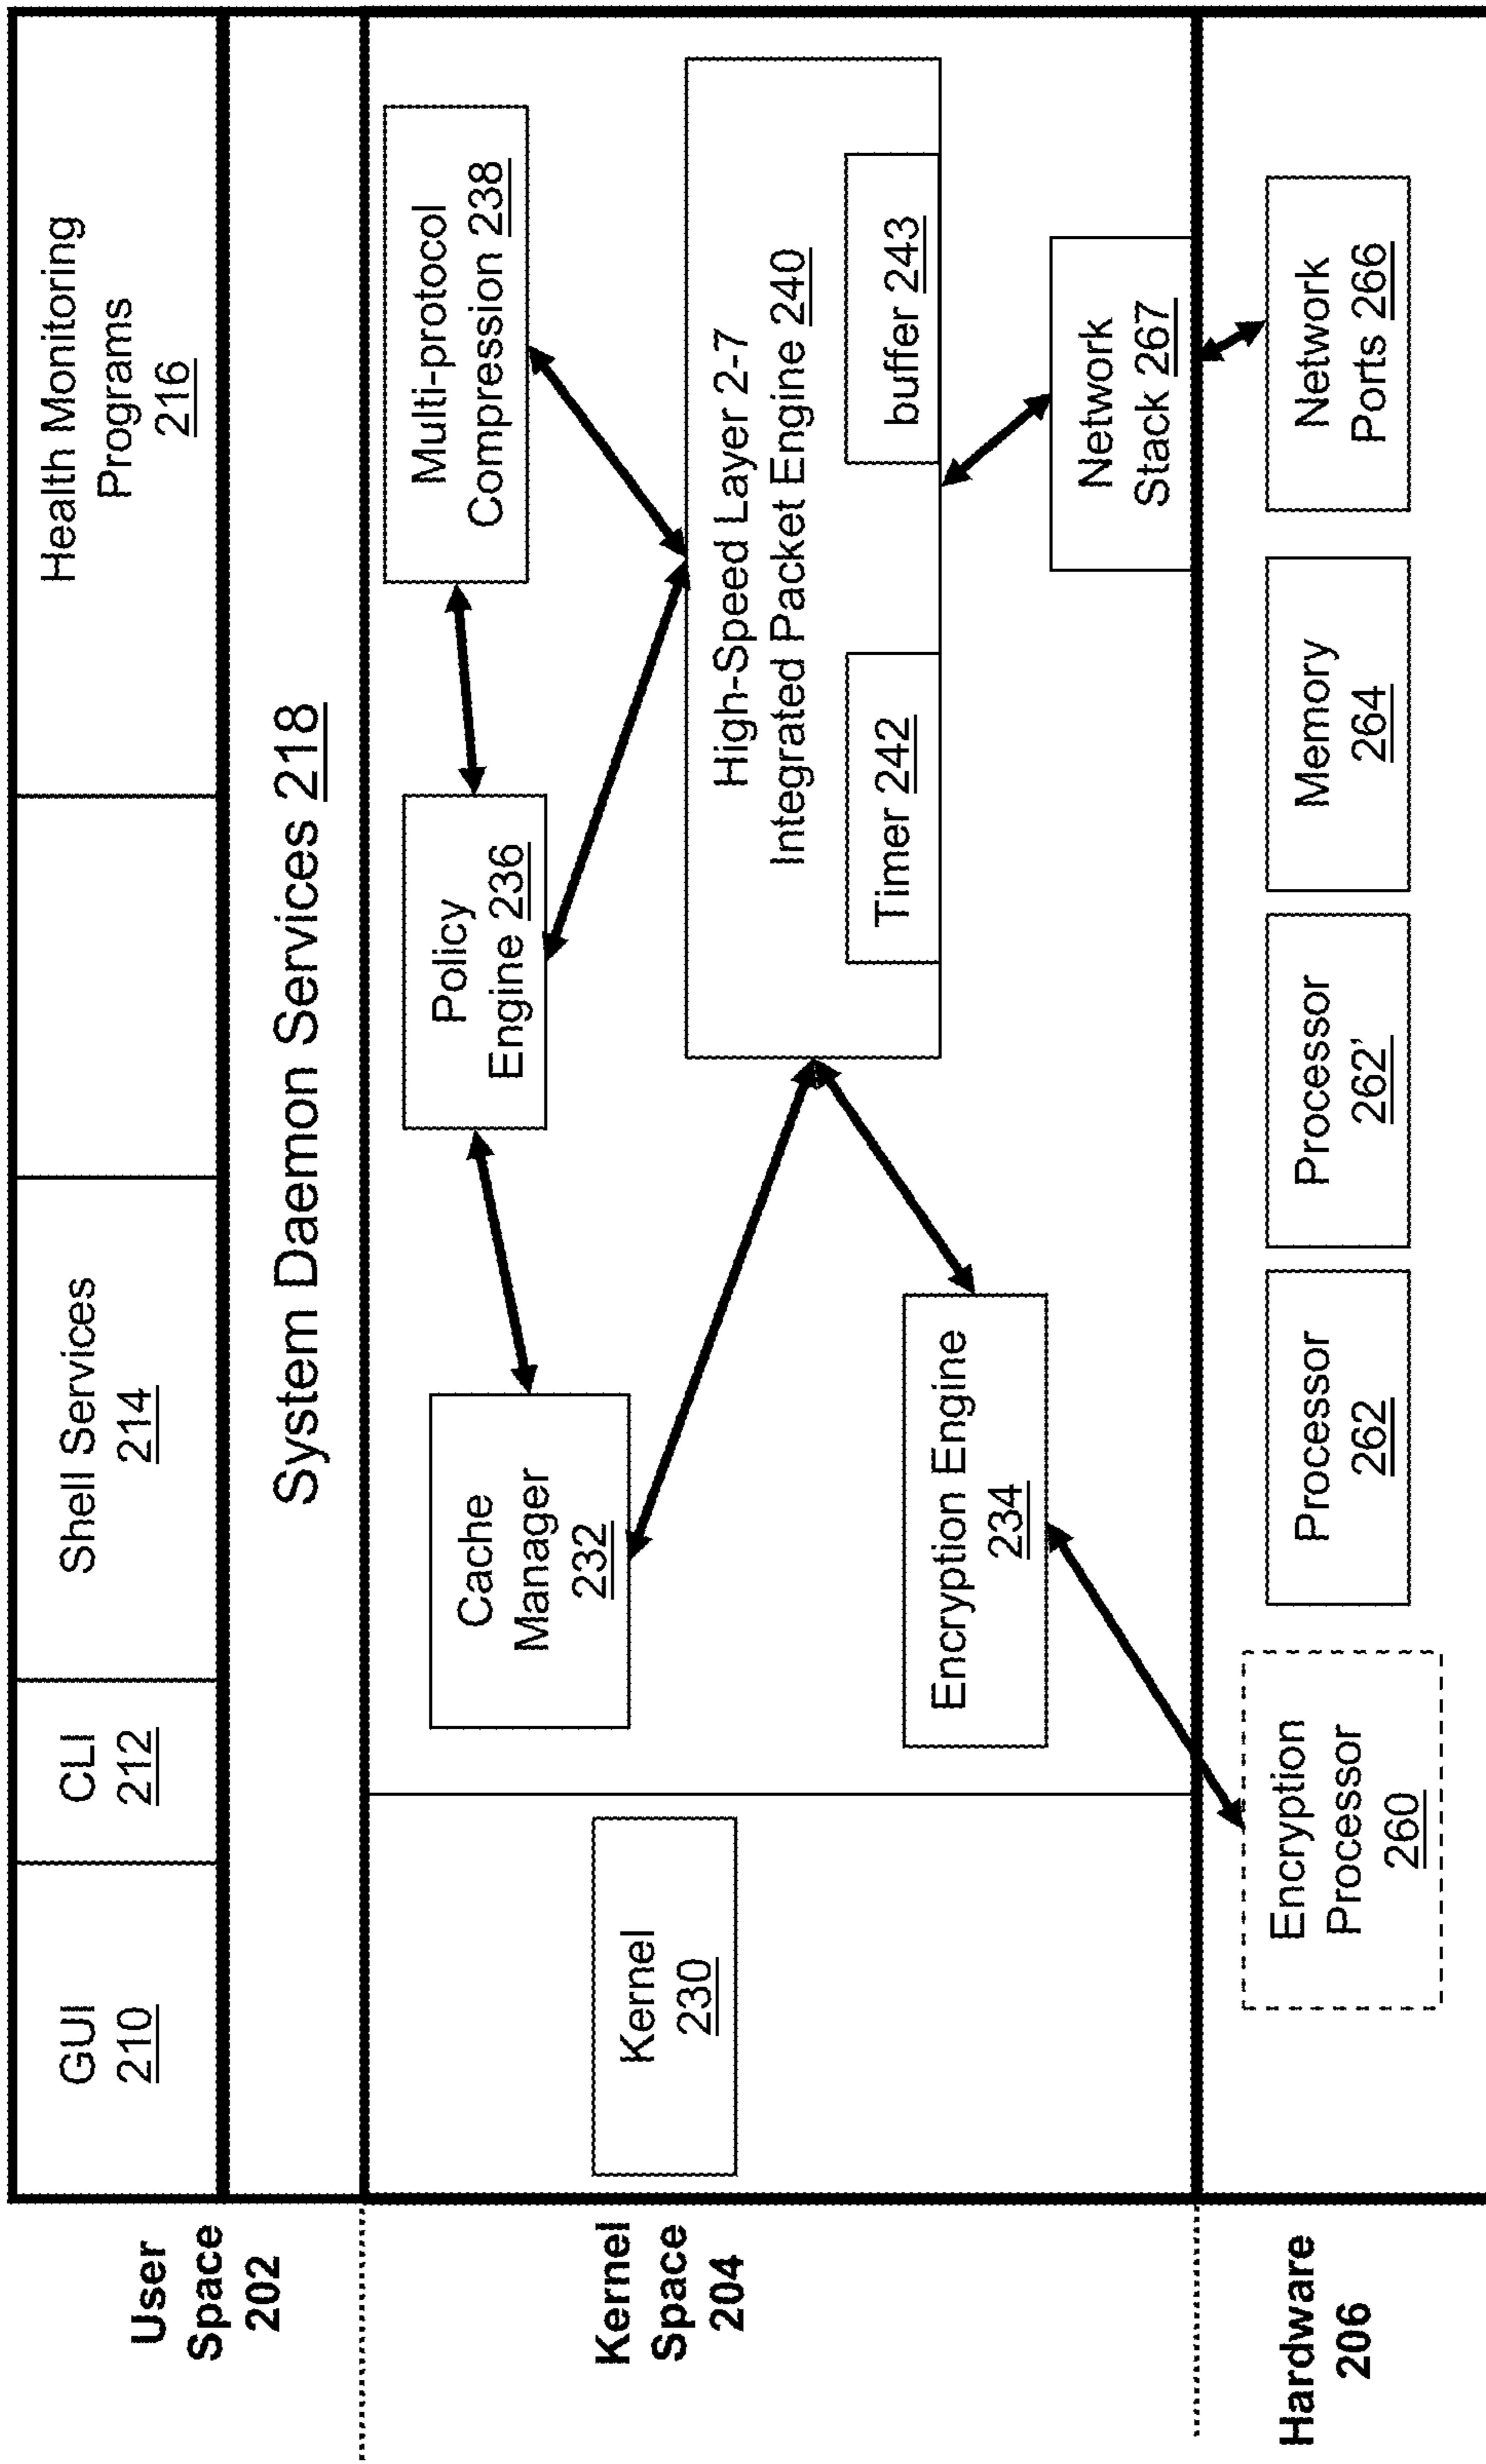 User
Space
202
GUI
210
CLI
212
Shell Services
214
Health Monitoring
Programs
216
System Daemon Services 218
Kernel
Space
204
Kernel
230
Cache
Manager
232
Policy
Engine 236
Multi-protocol
Compression 238
High-Speed Layer 2-7
Integrated Packet Engine 240
Timer 242
buffer 243
Encryption Engine
234
Network
Stack 267
Hardware
206
Encryption
Processor
260
Processor
262
Processor
262'
Memory
264
Network
Ports 266